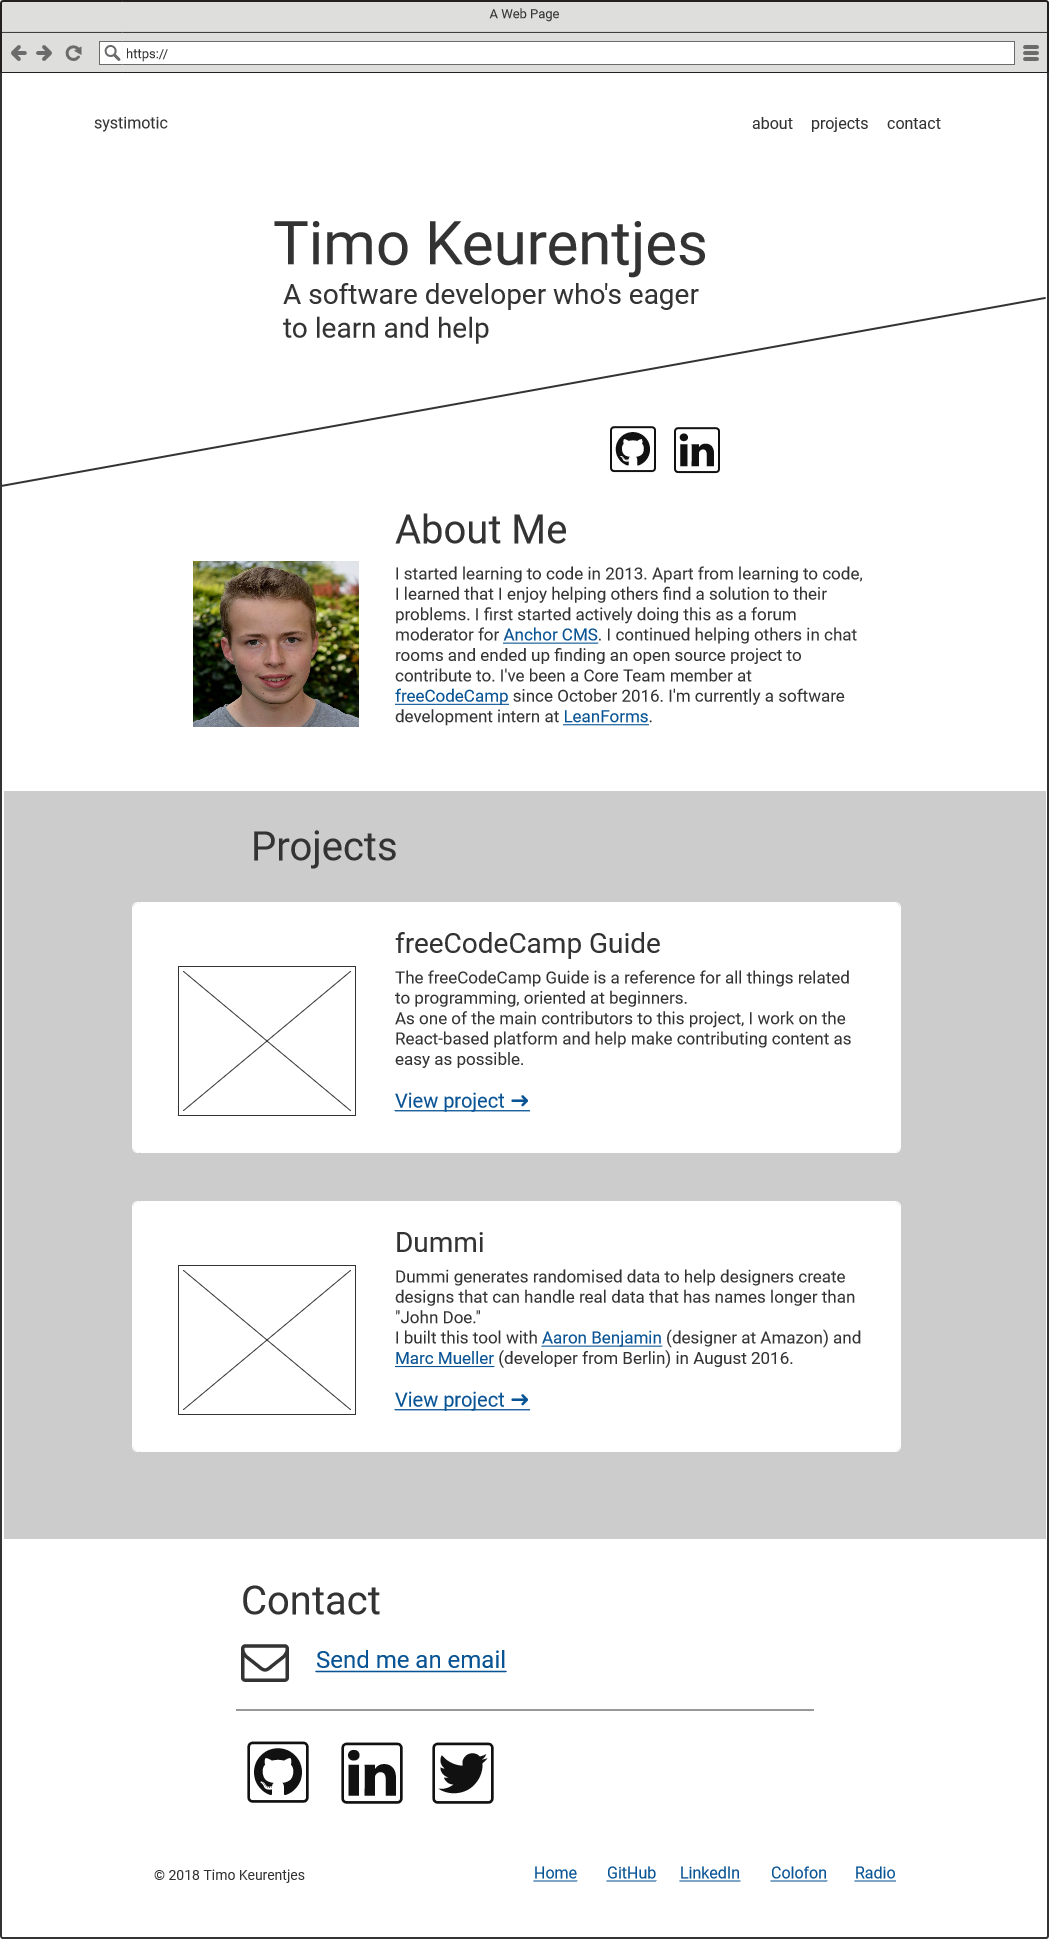 A Web Page
https://
systimotic
about projects contact
Timo Keurentjes
A software developer who's eager
to learn and help
in
About Me
I started learning to code in 2013. Apart from learning to code,
I learned that I enjoy helping others find a solution to their
problems. I first started actively doing this as a forum
moderator for Anchor CMS. I continued helping others in chat
rooms and ended up finding an open source project to
contribute to. I've been a Core Team member at
freeCodeCamp since October 2016. I'm currently a software
development intern at LeanForms.
Projects
freeCodeCamp Guide
The freeCodeCamp Guide is a reference for all things related
to programming, oriented at beginners.
As one of the main contributors to this project, I work on the
React-based platform and help make contributing content as
easy as possible.
View project ➔
Dummi
Dummi generates randomised data to help designers create
designs that can handle real data that has names longer than
"John Doe."
I built this tool with Aaron Benjamin (designer at Amazon) and
Marc Mueller (developer from Berlin) in August 2016.
View project ➔
Contact
Send me an email
in
© 2018 Timo Keurentjes
Home GitHub LinkedIn Colofon Radio